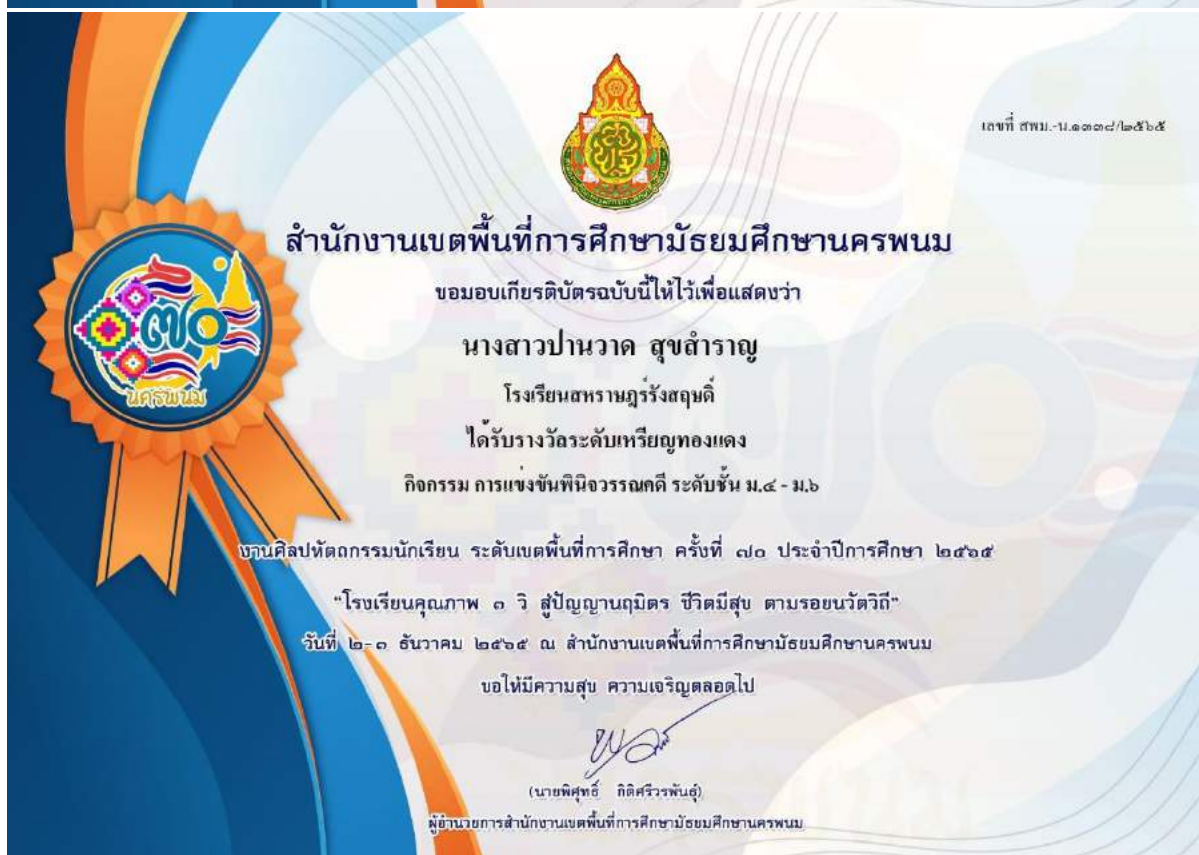 เลขที่ สพม.-น.๑๓๓๘/๒๕๖๕
สำนักงานเขตพื้นที่การศึกษามัธยมศึกษานครพนม
ขอมอบเกียรติบัตรฉบับนี้ให้ไว้เพื่อแสดงว่า
นางสาวปานวาด สุขสำราญ
โรงเรียนสหราษฎร์รังสฤษดิ์
ได้รับรางวัลระดับเหรียญทองแดง
กิจกรรม การแข่งขันพินิจวรรณคดี ระดับชั้น ม.๔ - ม.๖
๗๐
นครพนม
งานศิลปหัตถกรรมนักเรียน ระดับเขตพื้นที่การศึกษา ครั้งที่ ๗๐ ประจำปีการศึกษา ๒๕๖๕
"โรงเรียนคุณภาพ ๓ วิ สู่ปัญญานฤมิตร ชีวิตมีสุข ตามรอยนวัตวิถี"
วันที่ ๒-๓ ธันวาคม ๒๕๖๕ ณ สำนักงานเขตพื้นที่การศึกษามัธยมศึกษานครพนม
ขอให้มีความสุข ความเจริญตลอดไป
(นายพิศุทธิ์ กิติศรีวรพันธุ์)
ผู้อำนวยการสำนักงานเขตพื้นที่การศึกษามัธยมศึกษานครพนม